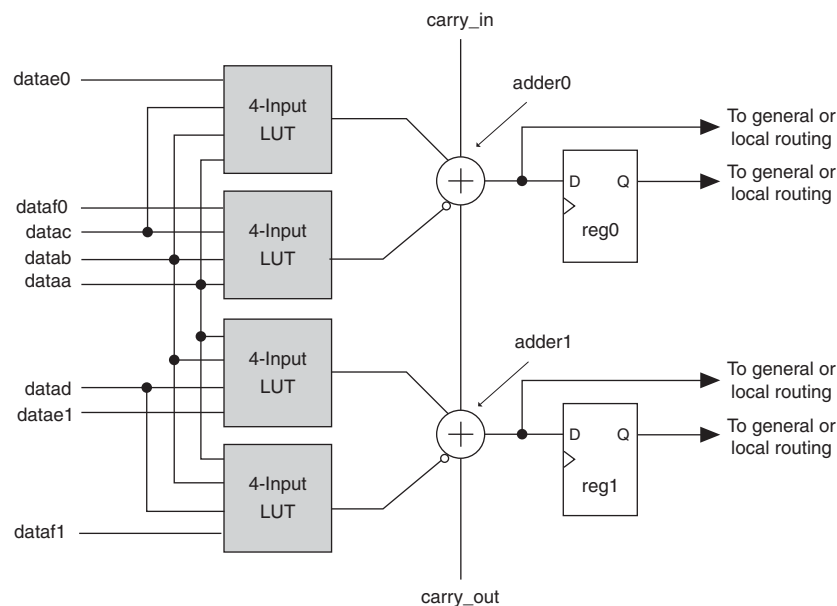 carry_in
datae0
4-Input
LUT
adder0
To general or
local routing
D
Q
reg0
To general or
local routing
dataf0
datac
datab
dataa
4-Input
LUT
4-Input
LUT
adder1
To general or
local routing
datad
datae1
D
Q
reg1
To general or
local routing
4-Input
LUT
dataf1
carry_out